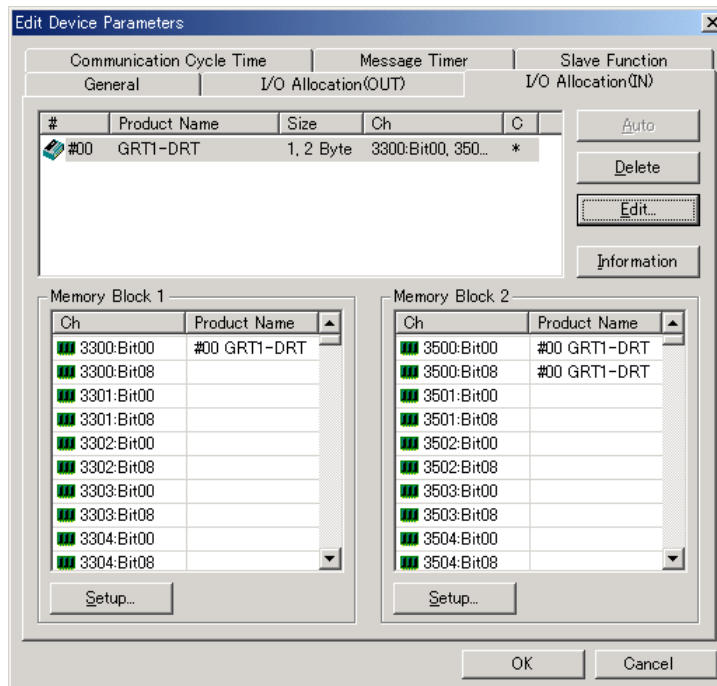 Edit Device Parameters
Communication Cycle Time Message Timer Slave Function
General I/O Allocation(OUT) I/O Allocation(IN)
# Product Name Size Ch C
#00 GRT1-DRT 1, 2 Byte 3300:Bit00, 350... *
Auto
Delete
Edit...
Information
Memory Block 1
Ch Product Name
3300:Bit00 #00 GRT1-DRT
3300:Bit08
3301:Bit00
3301:Bit08
3302:Bit00
3302:Bit08
3303:Bit00
3303:Bit08
3304:Bit00
3304:Bit08
Setup...
Memory Block 2
Ch Product Name
3500:Bit00 #00 GRT1-DRT
3500:Bit08 #00 GRT1-DRT
3501:Bit00
3501:Bit08
3502:Bit00
3502:Bit08
3503:Bit00
3503:Bit08
3504:Bit00
3504:Bit08
Setup...
OK Cancel